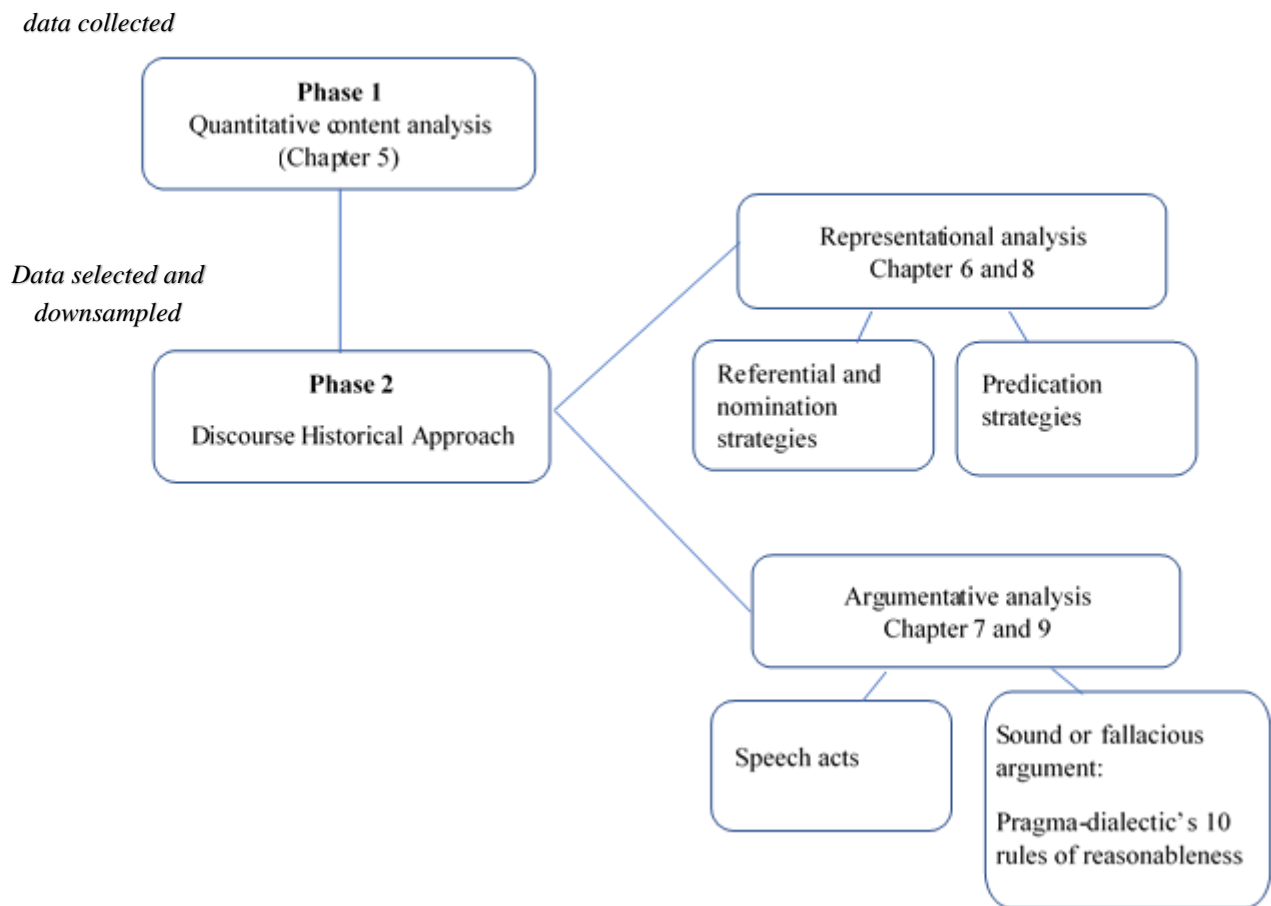 data collected
Phase 1
Quantitative content analysis
(Chapter 5)
Data selected and
downsampled
Phase 2
Discourse Historical Approach
Representational analysis
Chapter 6 and 8
Referential and
nomination
strategies
Predication
strategies
Argumentative analysis
Chapter 7 and 9
Speech acts
Sound or fallacious
argument:
Pragma-dialectic's 10
rules of reasonableness